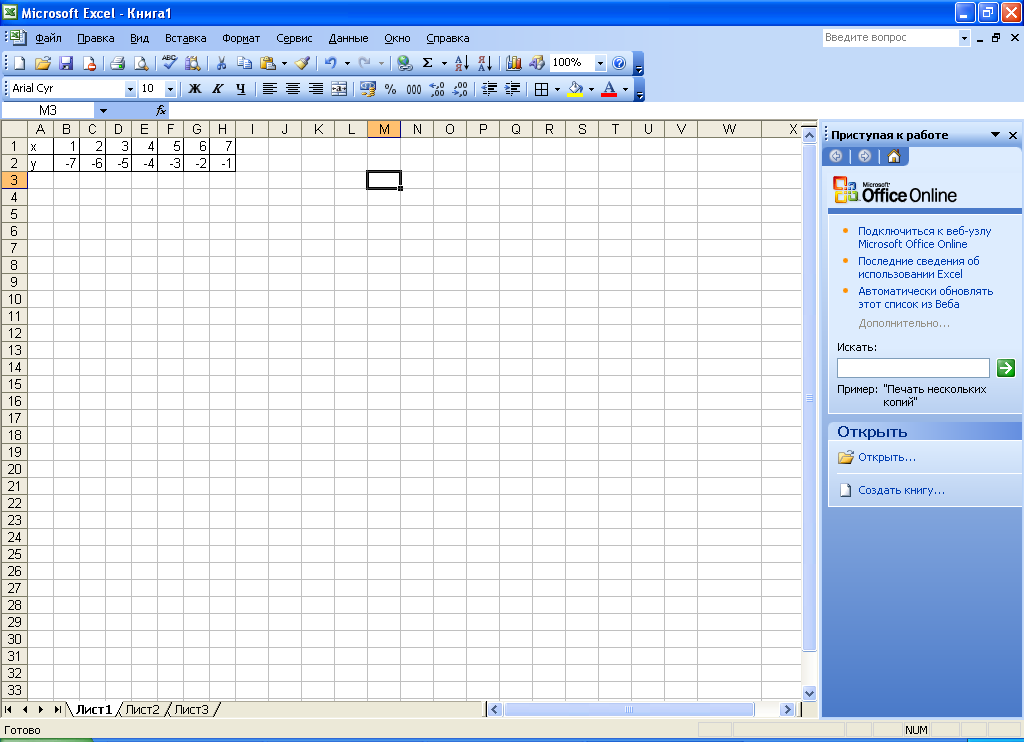 Microsoft Excel - Книга1
Файл Правка Вид Вставка Формат Сервис Данные Окно Справка Введите вопрос
100%
Arial Cyr 10 Ж К Ч % 000
M3 fx
A B C D E F G H I J K L M N O P Q R S T U V W X
1 x 1 2 3 4 5 6 7
2 y -7 -6 -5 -4 -3 -2 -1
3
4
5
6
7
8
9
10
11
12
13
14
15
16
17
18
19
20
21
22
23
24
25
26
27
28
29
30
31
32
33
Приступая к работе
Microsoft
Office Online
Подключиться к веб-узлу
Microsoft Office Online
Последние сведения об
использовании Excel
Автоматически обновлять
этот список из Веба
Дополнительно...
Искать:
Пример: "Печать нескольких
копий"
Открыть
Открыть...
Создать книгу...
Лист1 Лист2 Лист3
Готово NUM